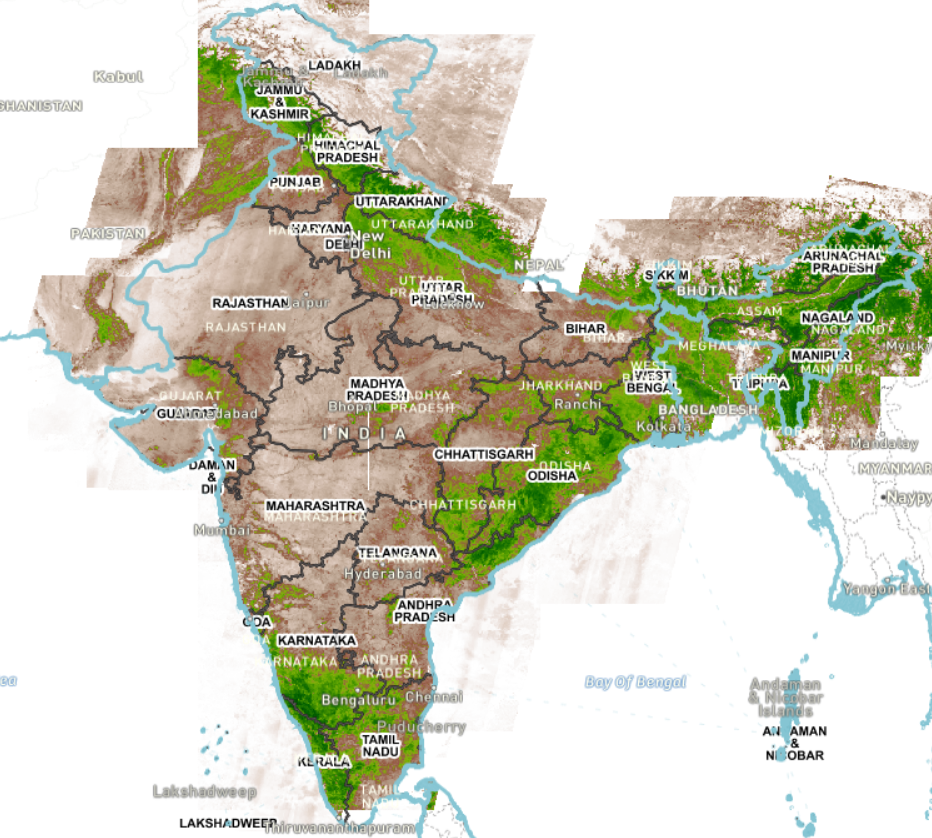 LADAKH
Ladakh
Kabul
Jammu &
Kashmir
JAMMU
&
KASHMIR
GHANISTAN
HIMACHAL
PRADESH
PUNJAB
UTTARAKHAND
UTTARAKHAND
PAKISTAN
HARYANA
DELHI
New
Delhi
NEPAL
SIKKIM
SIKKIM
ARUNACHAL
ARUNACHAL
PRADESH
BHUTAN
UTTAR
UTTAR
PRADESH
Lucknow
RAJASTHAN
Jaipur
RAJASTHAN
ASSAM
NAGALAND
NAGALAND
BIHAR
BIHAR
MEGHALAYA
Myitky
MANIPUR
MANIPUR
MADHYA
PRADESH
MADHYA
PRADESH
Bhopal
JHARKHAND
Ranchi
WEST
WEST
BENGAL
TRIPURA
GUJARAT
GUJARAT
Ahmedabad
BANGLADESH
Kolkata
INDIA
MIZOR
Mandalay
CHHATTISGARH
MYANMAR
DAMAN
&
DIU
ODISHA
ODISHA
Naypy
MAHARASHTRA
MAHARASHTRA
CHHATTISGARH
Mumbai
TELANGANA
Hyderabad
Yangon East
GOA
ANDHRA
PRADESH
KARNATAKA
ARNATAKA
ANDHRA
PRADESH
ea
Bay Of Bengal
Andaman
& Nicobar
Islands
Bengaluru
Chennai
Puducherry
ANDAMAN
&
NICOBAR
TAMIL
NADU
KERALA
Lakshadweep
TAMIL
NADU
LAKSHADWEEP
Thiruvananthapuram